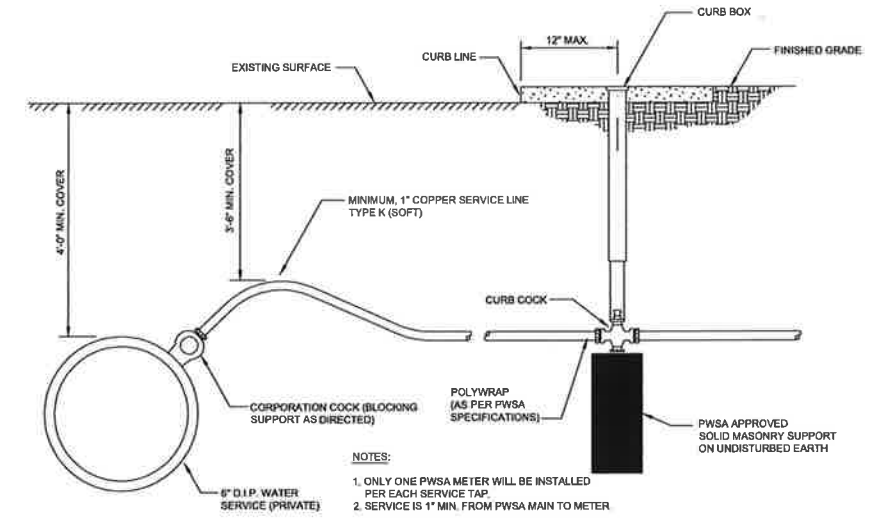 CURB BOX
12" MAX.
CURB LINE
FINISHED GRADE
EXISTING SURFACE
4'-0" MIN. COVER
3'-6" MIN. COVER
MINIMUM, 1" COPPER SERVICE LINE
TYPE K (SOFT)
CURB COCK
POLYWRAP
(AS PER PWSA
SPECIFICATIONS)
CORPORATION COCK (BLOCKING
SUPPORT AS DIRECTED)
PWSA APPROVED
SOLID MASONRY SUPPORT
ON UNDISTURBED EARTH
NOTES:
1. ONLY ONE PWSA METER WILL BE INSTALLED
PER EACH SERVICE TAP.
2. SERVICE IS 1" MIN. FROM PWSA MAIN TO METER
6" D.I.P. WATER
SERVICE (PRIVATE)